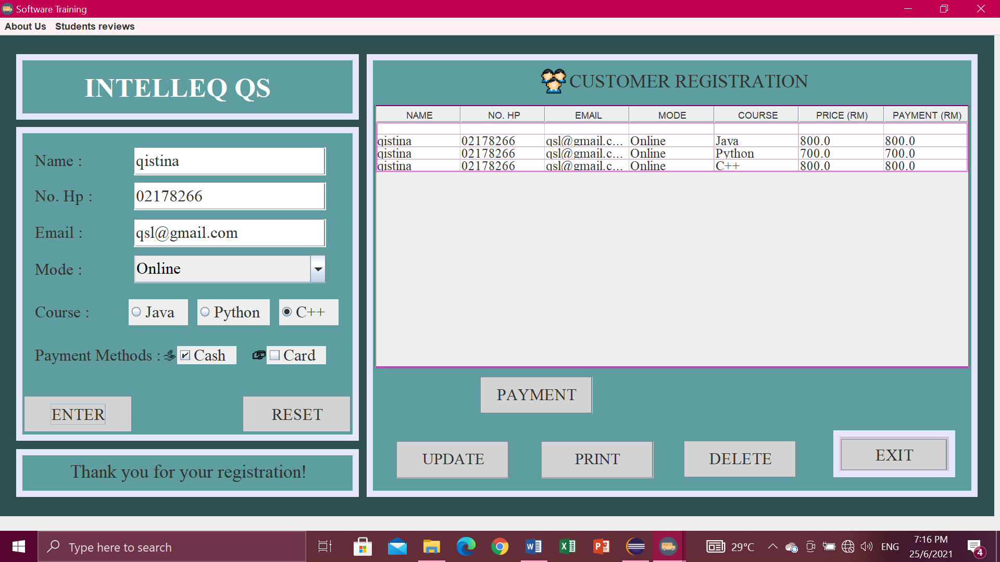 Software Training
About Us Students reviews
INTELLEQ QS
Name : qistina
No. Hp : 02178266
Email : qsl@gmail.com
Mode : Online
Course : Java Python C++
Payment Methods : Cash Card
ENTER RESET
Thank you for your registration!
CUSTOMER REGISTRATION
NAME NO. HP EMAIL MODE COURSE PRICE (RM) PAYMENT (RM)
qistina 02178266 qsl@gmail.c... Online Java 800.0 800.0
qistina 02178266 qsl@gmail.c... Online Python 700.0 700.0
qistina 02178266 qsl@gmail.c... Online C++ 800.0 800.0
PAYMENT
UPDATE PRINT DELETE EXIT
Type here to search
29°C
ENG
7:16 PM
25/6/2021
4